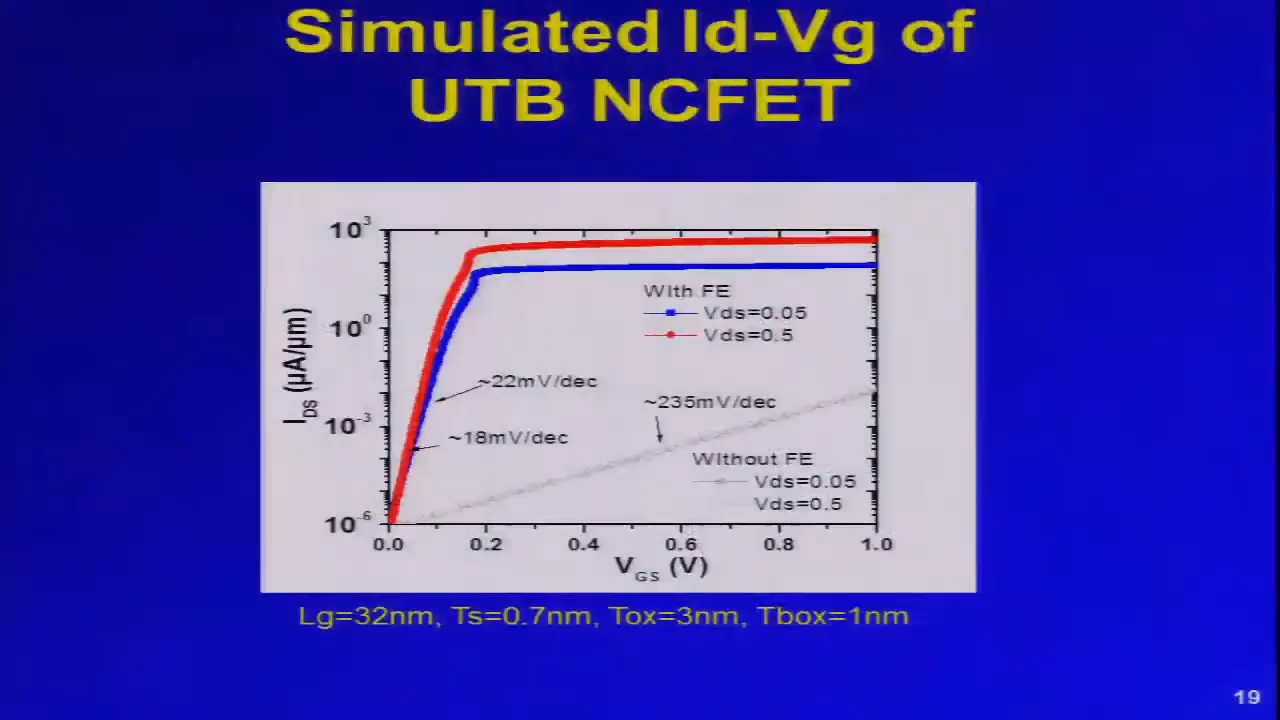 Simulated Id-Vg of
UTB NCFET
10³
10⁰
10⁻³
10⁻⁶
I_DS (μA/μm)
With FE
Vds=0.05
Vds=0.5
~22mV/dec
~235mV/dec
~18mV/dec
Without FE
Vds=0.05
Vds=0.5
0.0 0.2 0.4 0.6 0.8 1.0
V_GS (V)
Lg=32nm, Ts=0.7nm, Tox=3nm, Tbox=1nm
19